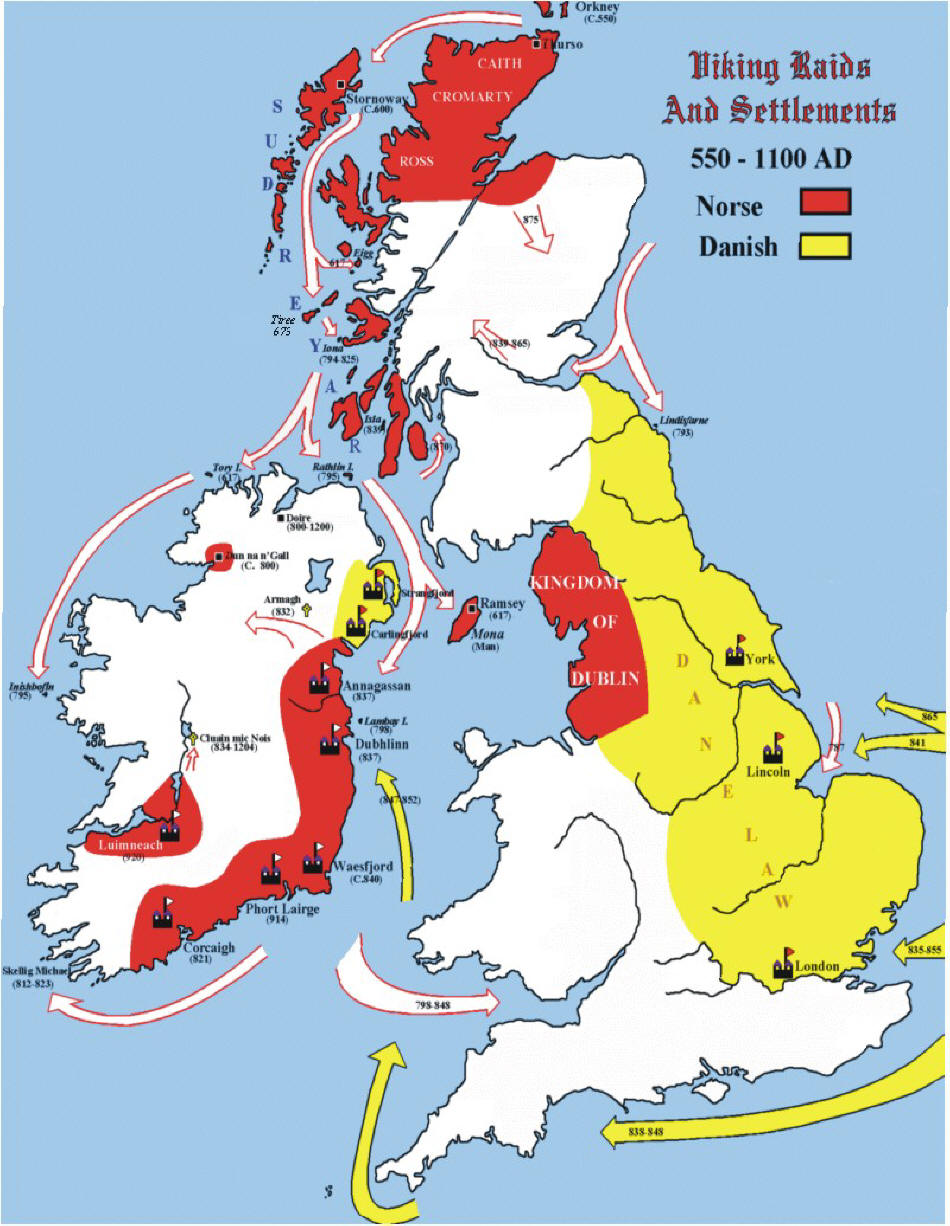 Viking Raids
And Settlements
550 - 1100 AD
Norse
Danish
Orkney
(C.550)
Thurso
CAITH
CROMARTY
ROSS
Stornoway
(C.600)
S
U
D
R
E
Y
A
R
875
Eigg
617
Tiree
675
Iona
(794-825)
(839-865)
Isla
(839)
(870)
Lindisfarne
(793)
Tory I.
(617)
Rathlin I.
(795)
Doire
(800-1200)
Dun na n'Gall
(C. 800)
Armagh
(832)
Strangfjord
Carlingfjord
Ramsey
(617)
Mona
(Man)
KINGDOM
OF
DUBLIN
D
A
N
E
L
A
W
York
Inishbofin
(795)
Annagassan
(837)
Lambay I.
(798)
Dubhlinn
(837)
Cluain mic Nois
(834-1204)
865
841
787
Lincoln
(847-852)
Luimneach
(920)
Waesfjord
(C.840)
Phort Lairge
(914)
Corcaigh
(821)
Skellig Michael
(812-823)
London
835-855
798-848
838-848